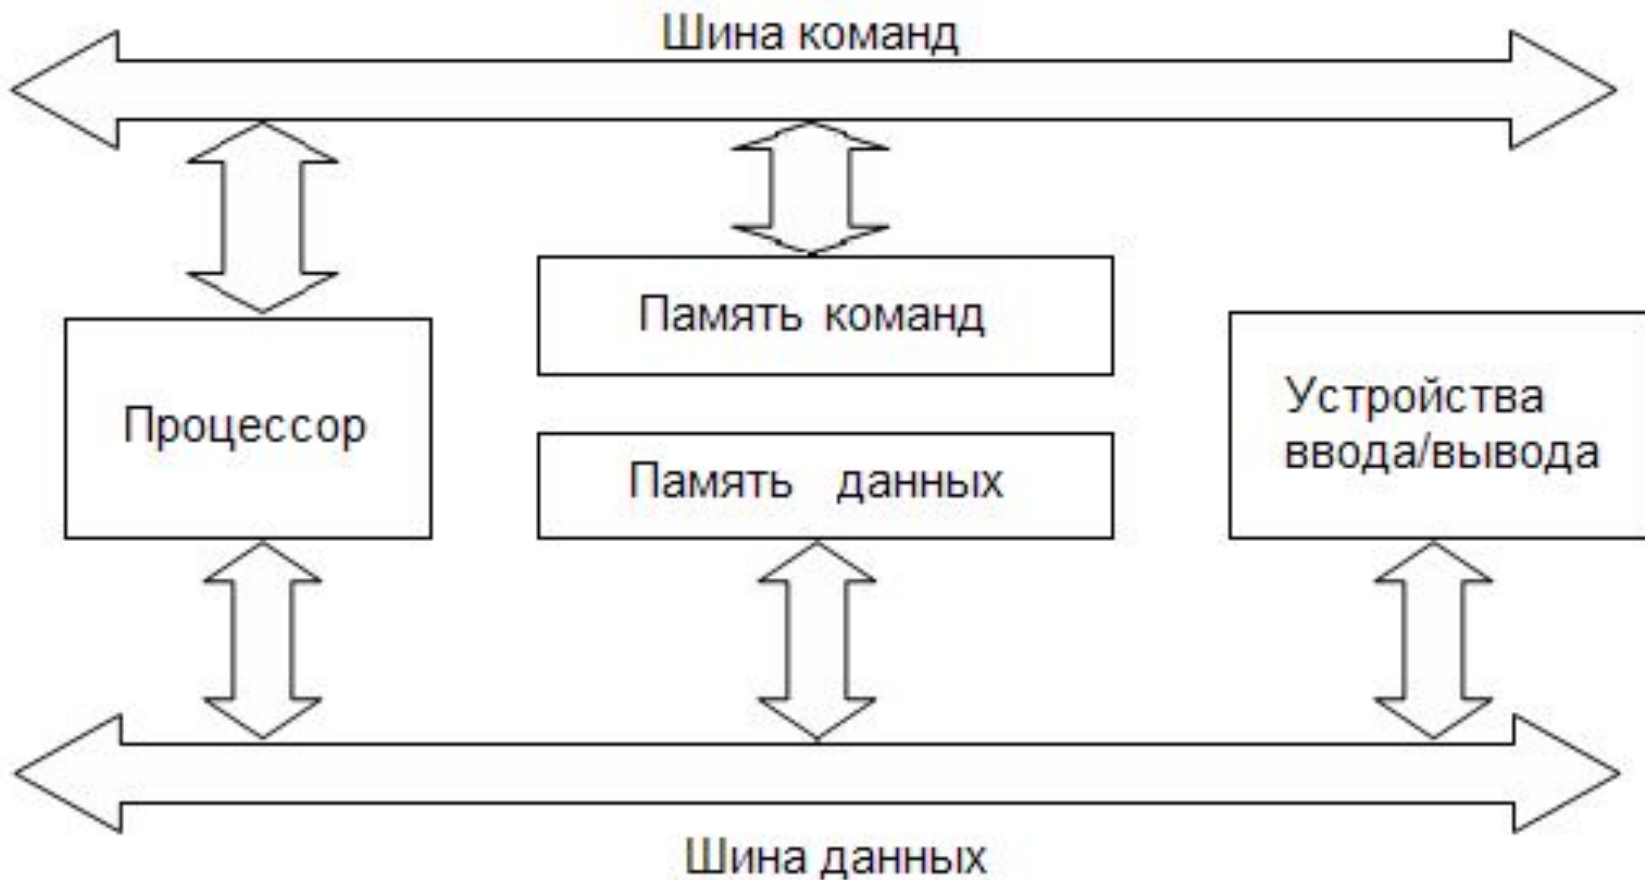 Шина команд
Память команд
Процессор
Память данных
Устройства
ввода/вывода
Шина данных